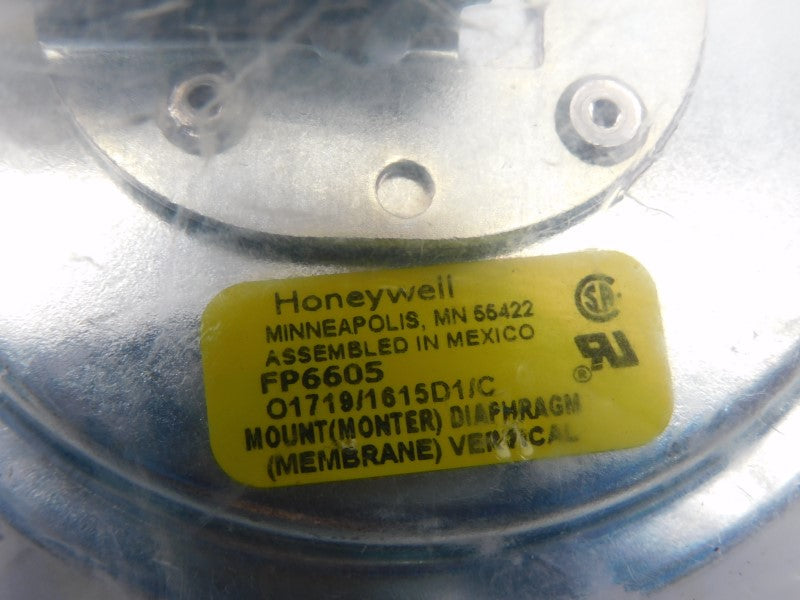 Honeywell
MINNEAPOLIS, MN 55422
ASSEMBLED IN MEXICO
FP6605
O1719/1615D1/C
MOUNT(MONTER) DIAPHRAGM
(MEMBRANE) VERTICAL